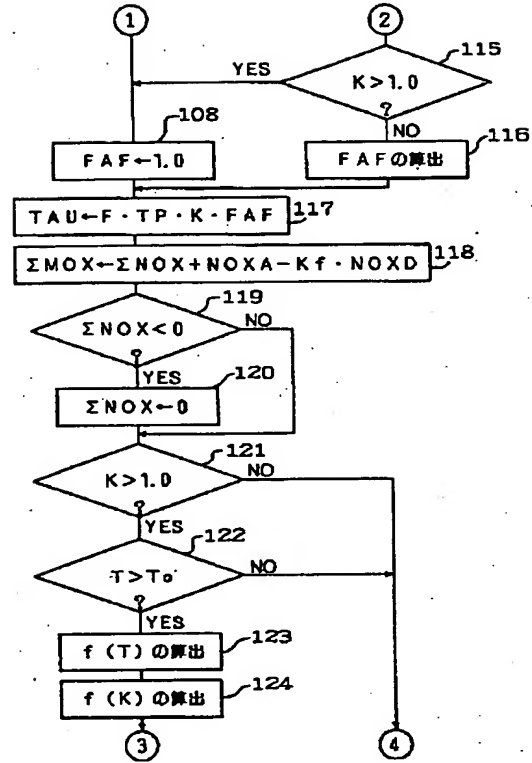 1
2
115
YES
K>1.0
?
108
NO
116
FAF←1.0
FAFの算出
TAU←F・TP・K・FAF
117
ΣMOX←ΣNOX+NOXA-Kf・NOXD
118
119
ΣNOX<0
NO
?
YES
120
ΣNOX←0
121
K>1.0
NO
?
YES
122
T>To
NO
?
YES
f(T)の算出
123
f(K)の算出
124
3
4